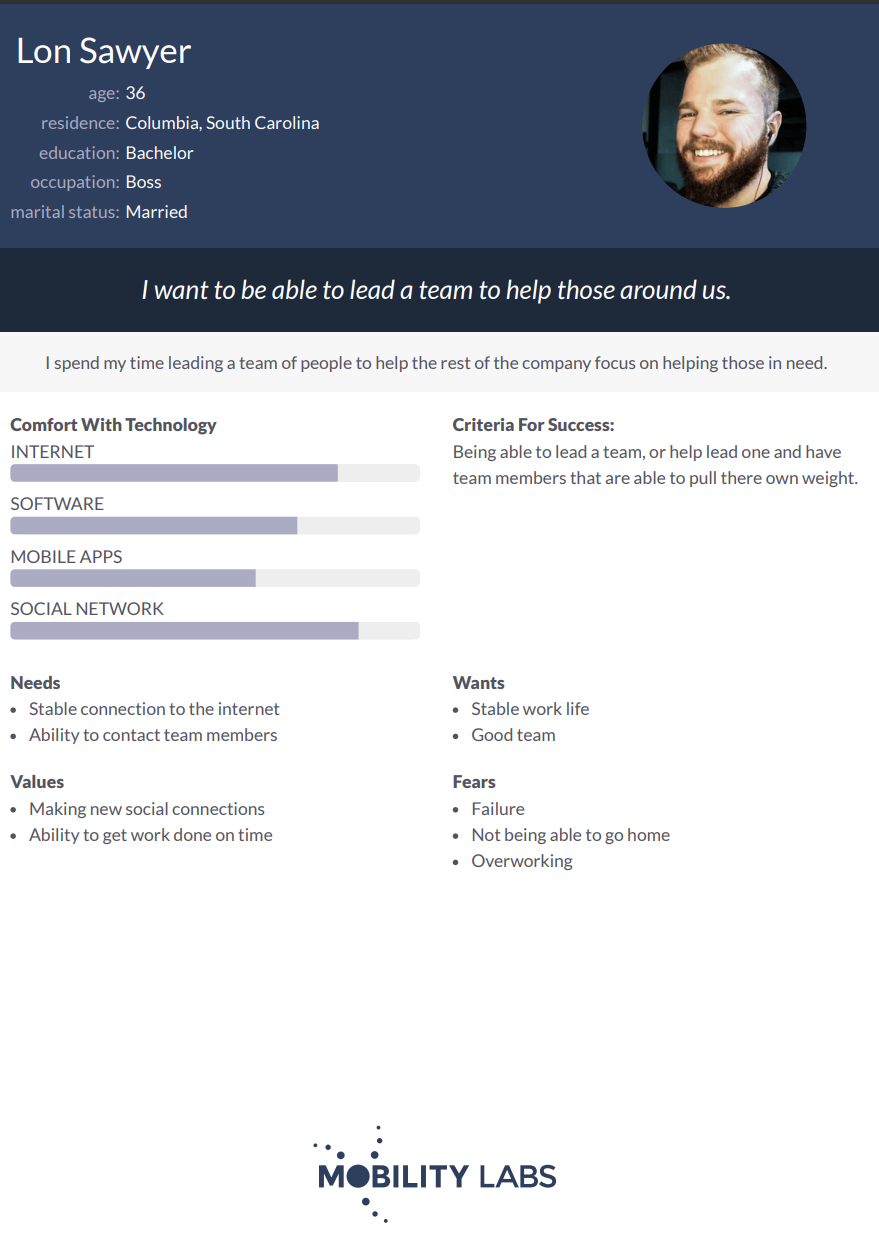 Lon Sawyer
age: 36
residence: Columbia, South Carolina
education: Bachelor
occupation: Boss
marital status: Married
I want to be able to lead a team to help those around us.
I spend my time leading a team of people to help the rest of the company focus on helping those in need.
Comfort With Technology
INTERNET
SOFTWARE
MOBILE APPS
SOCIAL NETWORK
Criteria For Success:
Being able to lead a team, or help lead one and have
team members that are able to pull there own weight.
Needs
• Stable connection to the internet
• Ability to contact team members
Wants
• Stable work life
• Good team
Values
• Making new social connections
• Ability to get work done on time
Fears
• Failure
• Not being able to go home
• Overworking
MOBILITY LABS